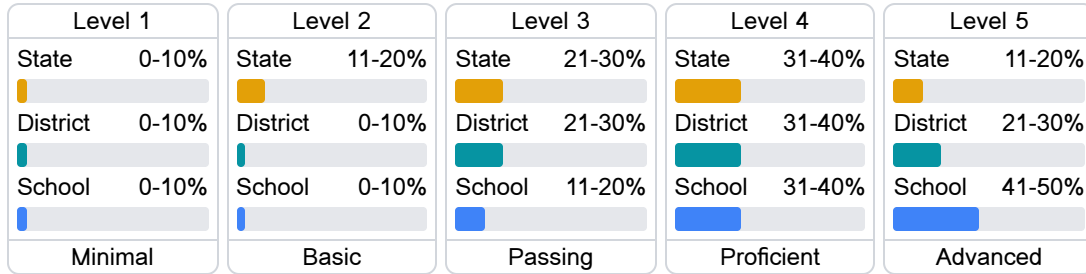 Level 1
State 0-10%
District 0-10%
School 0-10%
Minimal
Level 2
State 11-20%
District 0-10%
School 0-10%
Basic
Level 3
State 21-30%
District 21-30%
School 11-20%
Passing
Level 4
State 31-40%
District 31-40%
School 31-40%
Proficient
Level 5
State 11-20%
District 21-30%
School 41-50%
Advanced